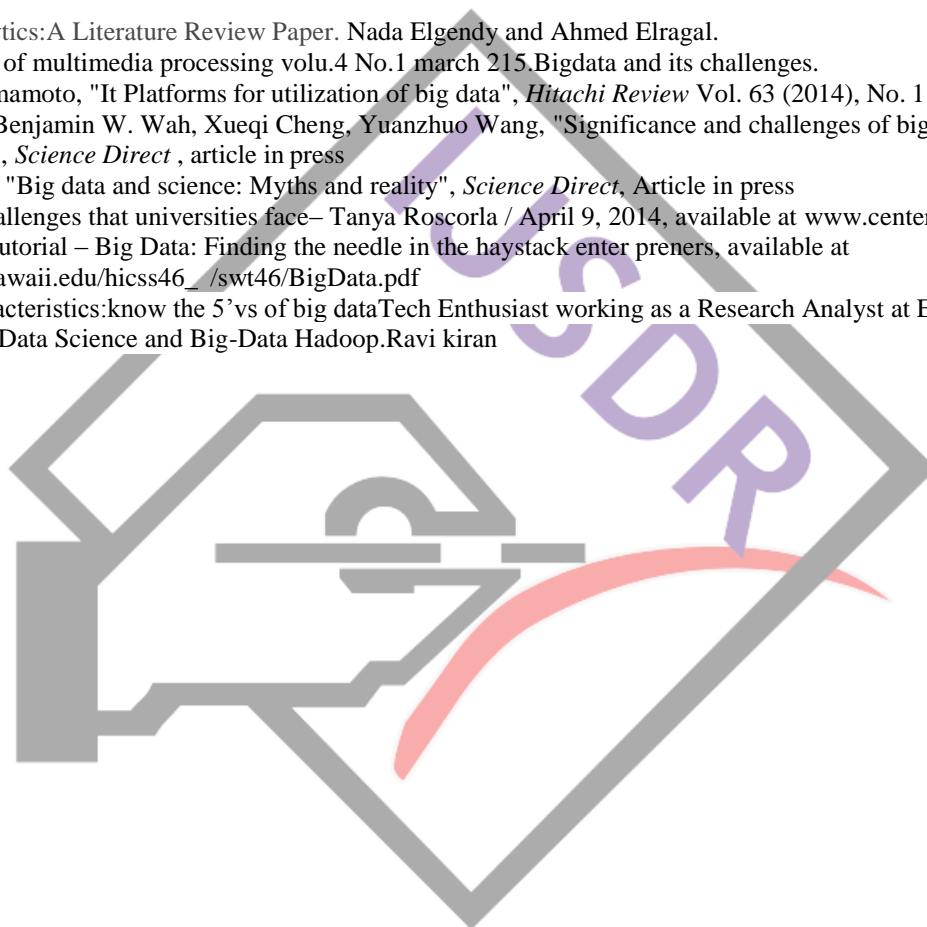 ytics:A Literature Review Paper. Nada Elgendy and Ahmed Elragal.
of multimedia processing volu.4 No.1 march 215.Bigdata and its challenges.
mamoto, "It Platforms for utilization of big data", Hitachi Review Vol. 63 (2014), No. 1
Benjamin W. Wah, Xueqi Cheng, Yuanzhuo Wang, "Significance and challenges of big
, Science Direct , article in press
"Big data and science: Myths and reality", Science Direct, Article in press
allenges that universities face– Tanya Roscorla / April 9, 2014, available at www.center
utorial – Big Data: Finding the needle in the haystack enter preners, available at
awaii.edu/hicss46_ /swt46/BigData.pdf
acteristics:know the 5’vs of big dataTech Enthusiast working as a Research Analyst at E
Data Science and Big-Data Hadoop.Ravi kiran
IJSDR